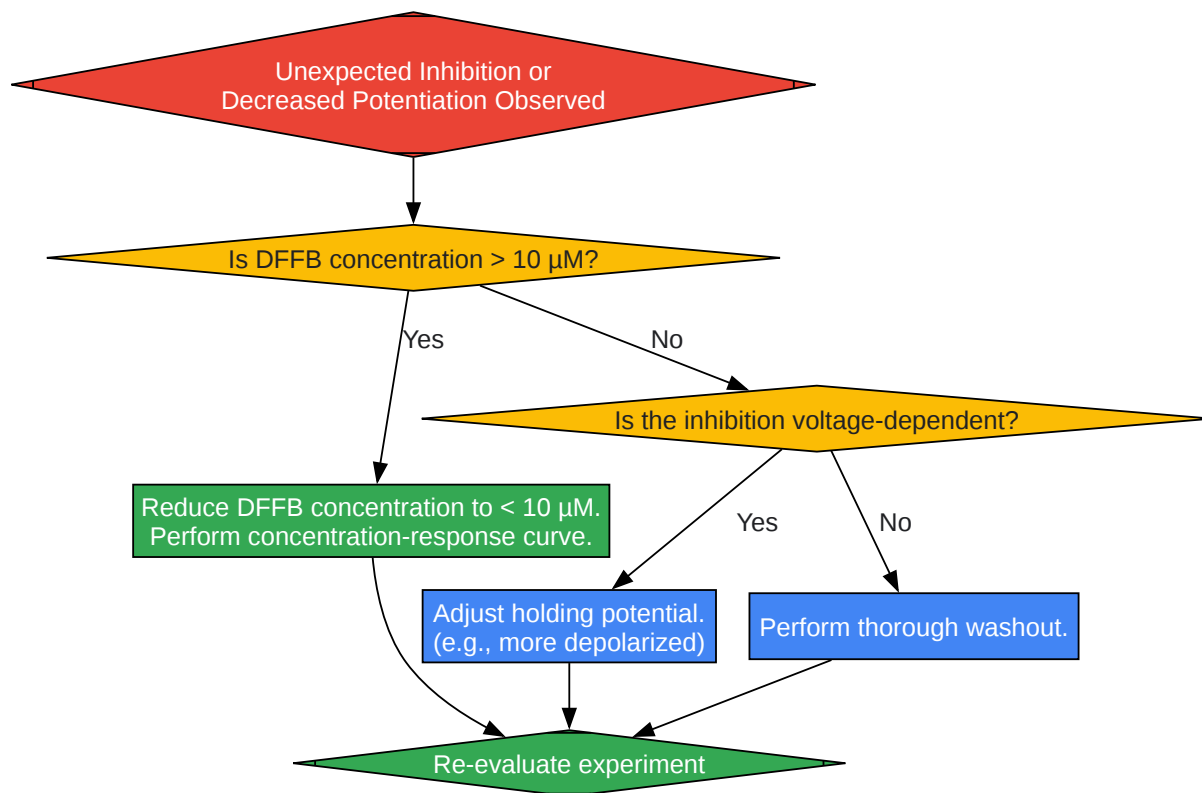 Unexpected Inhibition or
Decreased Potentiation Observed
Is DFFB concentration > 10 µM?
Yes
No
Is the inhibition voltage-dependent?
Reduce DFFB concentration to < 10 µM.
Perform concentration-response curve.
Yes
No
Adjust holding potential.
(e.g., more depolarized)
Perform thorough washout.
Re-evaluate experiment